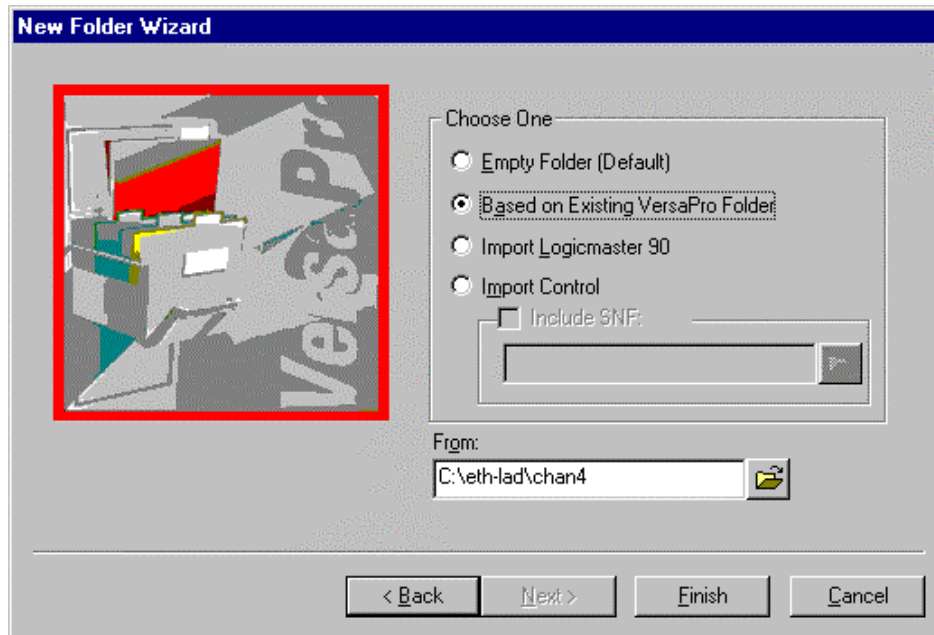 New Folder Wizard
VersaPro
Choose One
Empty Folder (Default)
Based on Existing VersaPro Folder
Import Logicmaster 90
Import Control
Include SNF:
From:
C:\eth-lad\chan4
< Back
Next >
Finish
Cancel